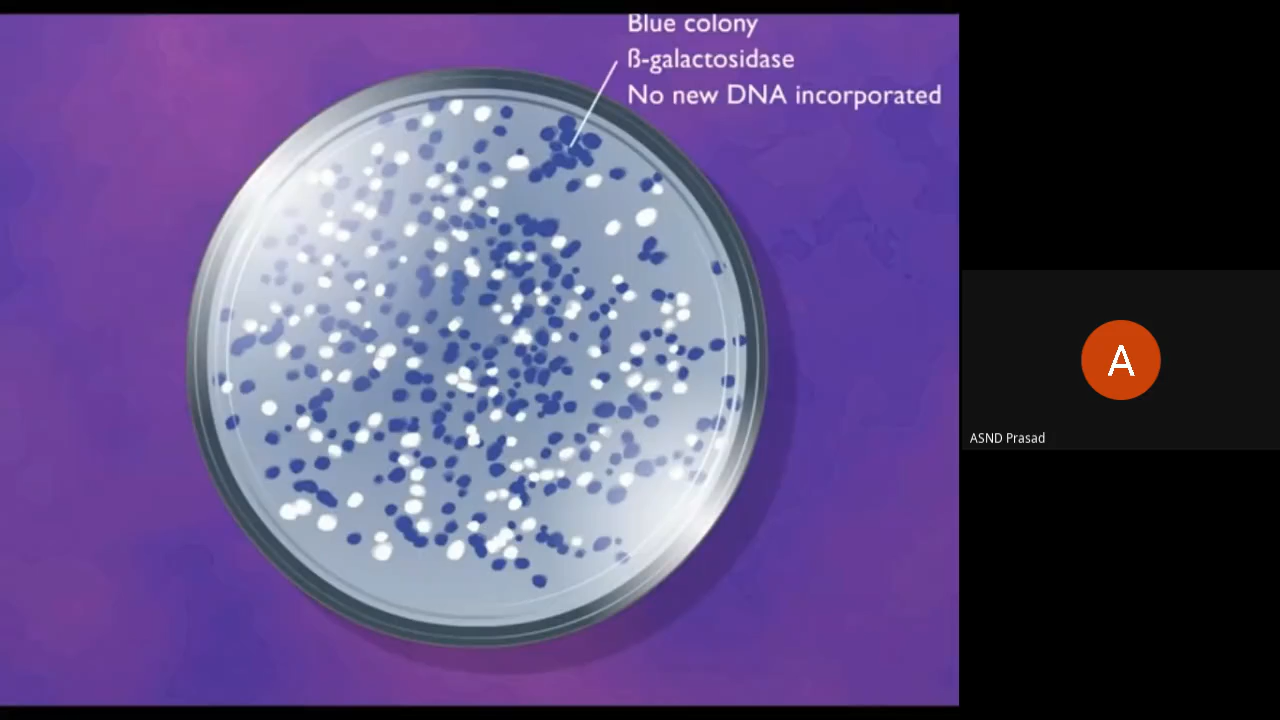 Blue colony
ß-galactosidase
No new DNA incorporated
A
ASND Prasad